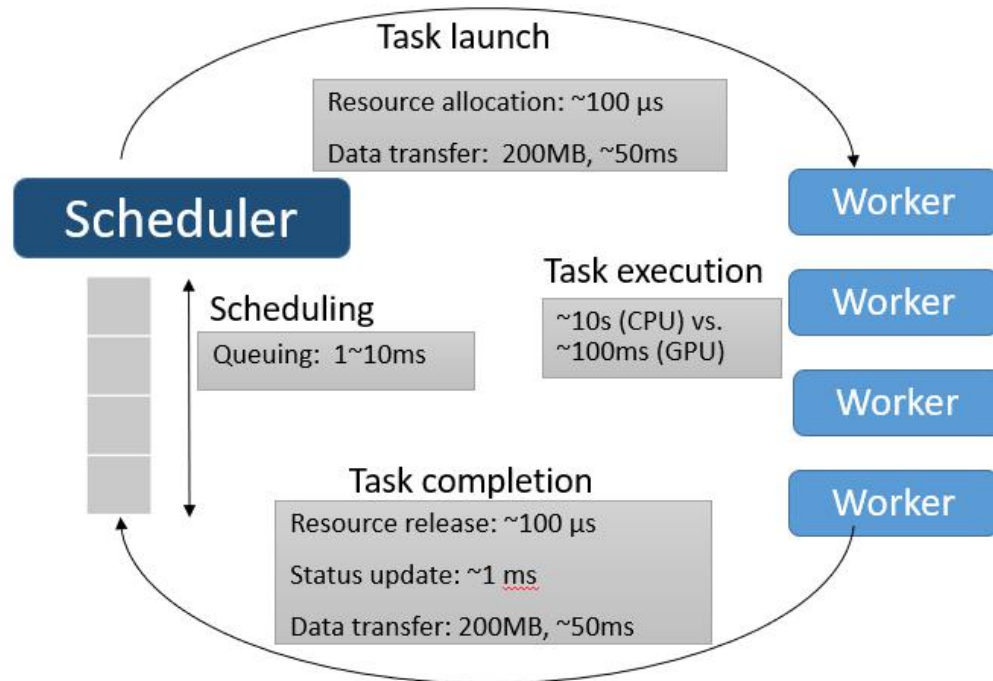 Task launch
Resource allocation: ~100 µs
Data transfer:  200MB, ~50ms
Scheduler
Worker
Task execution
~10s (CPU) vs.
~100ms (GPU)
Worker
Scheduling
Queuing:  1~10ms
Worker
Task completion
Resource release: ~100 µs
Status update: ~1 ms
Data transfer: 200MB, ~50ms
Worker